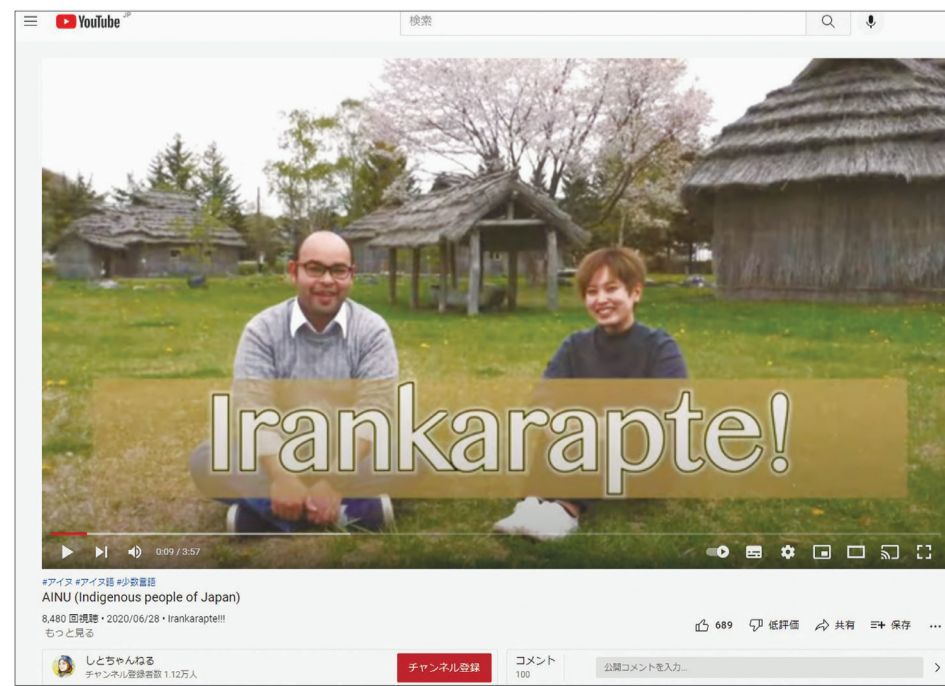 YouTube JP
検索
Irankarapte!
0:09 / 3:57
#アイヌ #アイヌ語 #少数言語
AINU (Indigenous people of Japan)
8,480 回視聴・2020/06/28・Irankarapte!!!
もっと見る
689 低評価 共有 保存 ...
しとちゃんねる
チャンネル登録者数 1.12万人
チャンネル登録
コメント
100
公開コメントを入力...